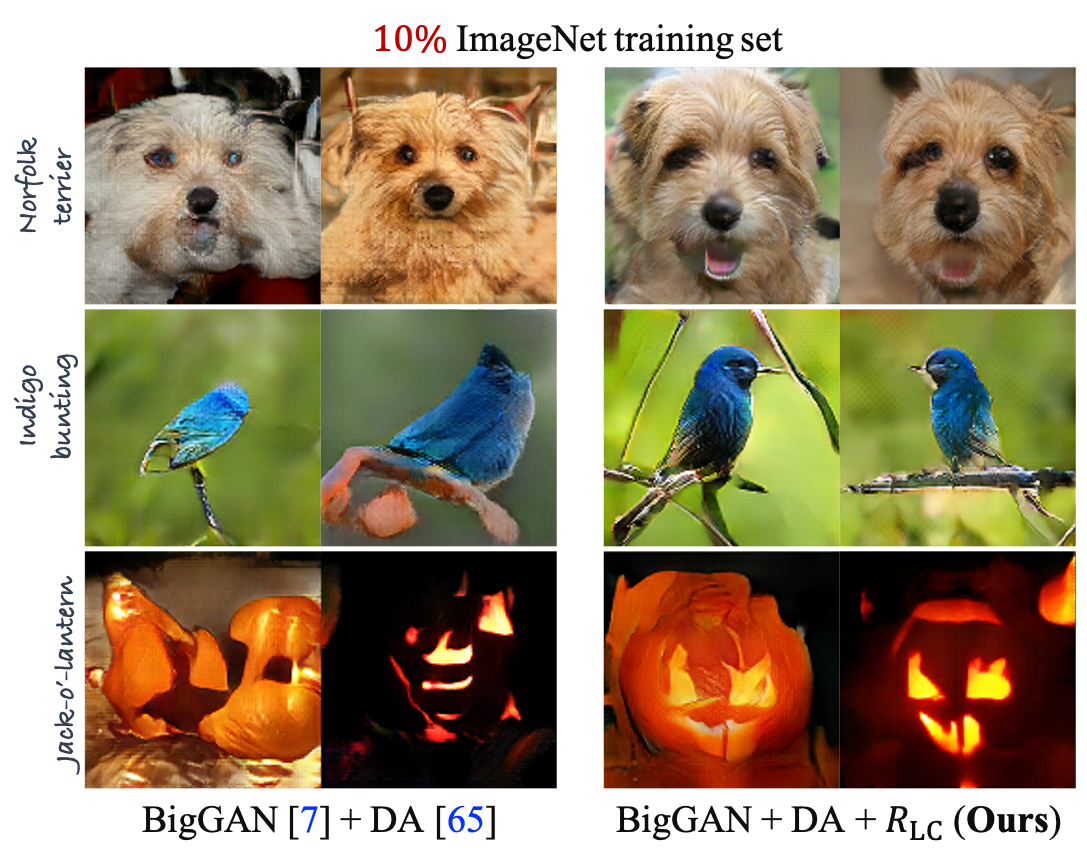 10% ImageNet training set
Norfolk
terrier
Indigo
bunting
Jack-o'-lantern
BigGAN [7] + DA [65]
BigGAN + DA + R_LC (Ours)